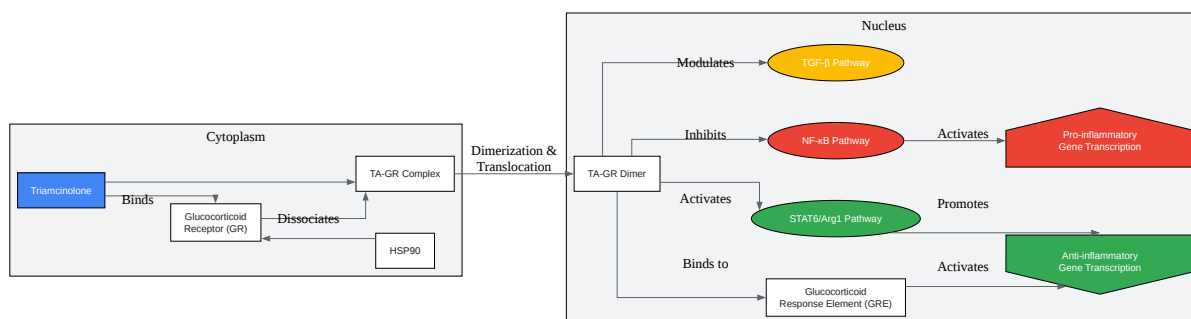 Nucleus
TGF-β Pathway
Modulates
Cytoplasm
Inhibits
NF-κB Pathway
Activates
Pro-inflammatory
Gene Transcription
Dimerization &
Translocation
TA-GR Complex
TA-GR Dimer
Triamcinolone
Binds
Glucocorticoid
Receptor (GR)
Dissociates
HSP90
Activates
STAT6/Arg1 Pathway
Promotes
Anti-inflammatory
Gene Transcription
Binds to
Glucocorticoid
Response Element (GRE)
Activates